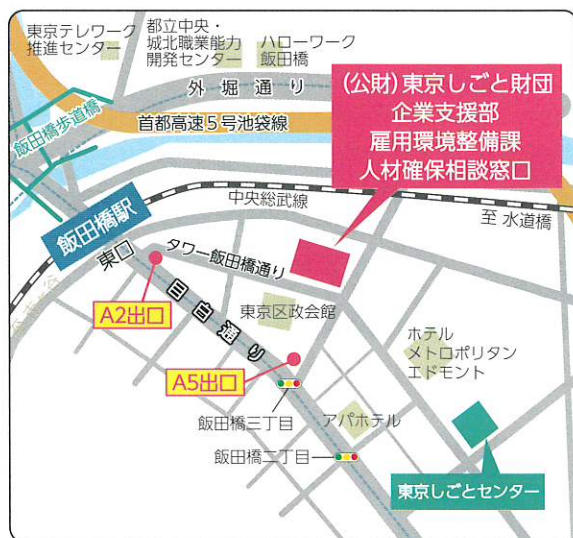 東京テレワーク
推進センター
都立中央・
城北職業能力
開発センター
ハローワーク
飯田橋
外堀通り
首都高速5号池袋線
飯田橋歩道橋
(公財)東京しごと財団
企業支援部
雇用環境整備課
人材確保相談窓口
中央総武線
至 水道橋
飯田橋駅
東口
タワー飯田橋通り
A2出口
目白通り
東京区政会館
A5出口
ホテル
メトロポリタン
エドモント
飯田橋三丁目
アパホテル
飯田橋二丁目
東京しごとセンター